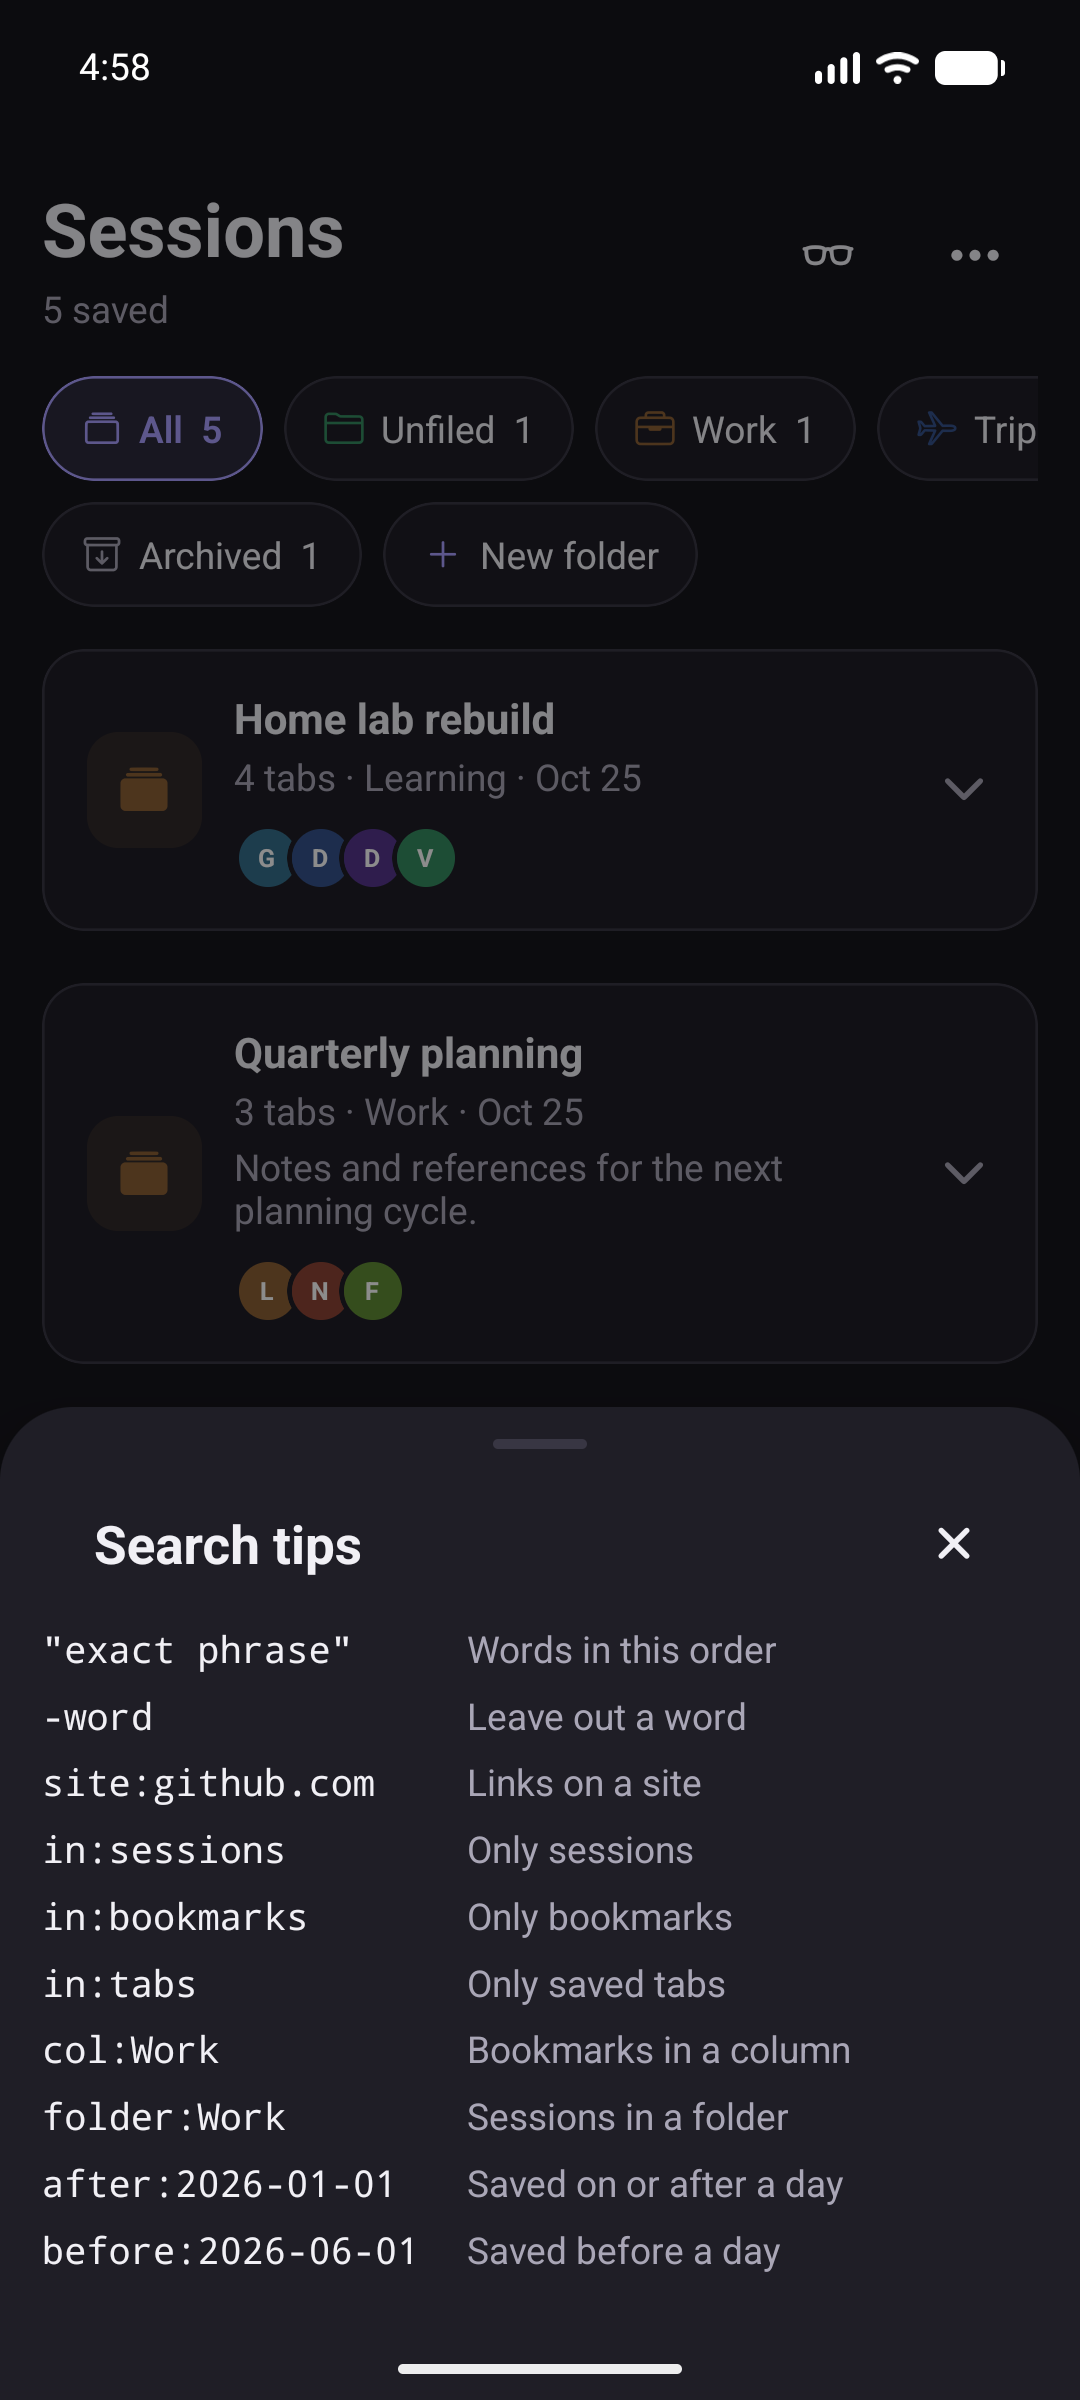 4:58
Sessions
5 saved
All 5
Unfiled 1
Work 1
Trip
Archived 1
New folder
Home lab rebuild
4 tabs · Learning · Oct 25
G D D V
Quarterly planning
3 tabs · Work · Oct 25
Notes and references for the next
planning cycle.
L N F
Search tips
"exact phrase" Words in this order
-word Leave out a word
site:github.com Links on a site
in:sessions Only sessions
in:bookmarks Only bookmarks
in:tabs Only saved tabs
col:Work Bookmarks in a column
folder:Work Sessions in a folder
after:2026-01-01 Saved on or after a day
before:2026-06-01 Saved before a day